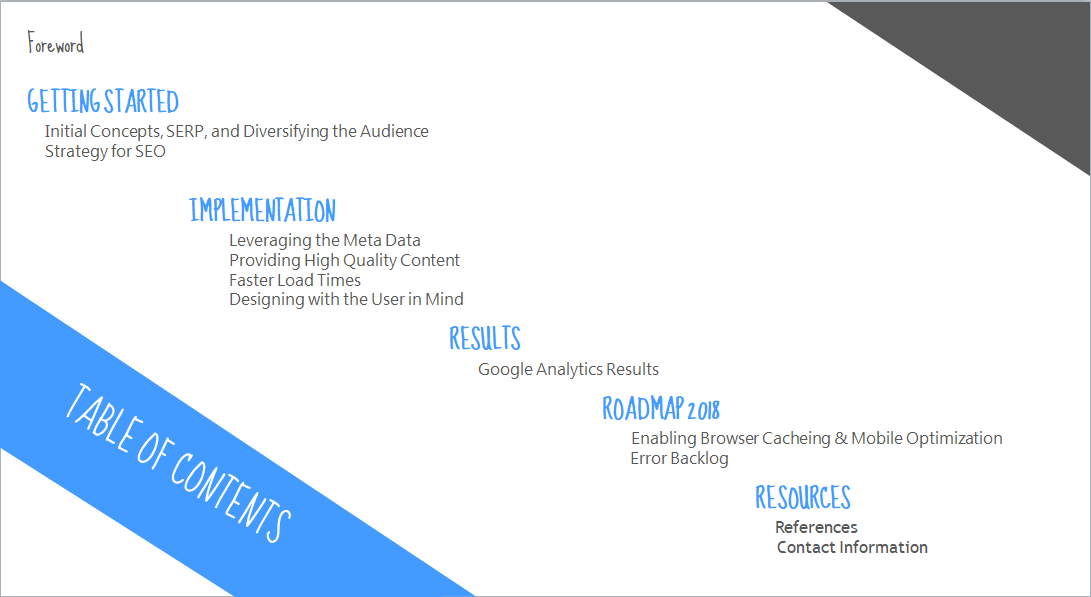 Foreword
GETTING STARTED
Initial Concepts, SERP, and Diversifying the Audience
Strategy for SEO
IMPLEMENTATION
Leveraging the Meta Data
Providing High Quality Content
Faster Load Times
Designing with the User in Mind
RESULTS
Google Analytics Results
ROADMAP 2018
Enabling Browser Cacheing & Mobile Optimization
Error Backlog
RESOURCES
References
Contact Information
TABLE OF CONTENTS